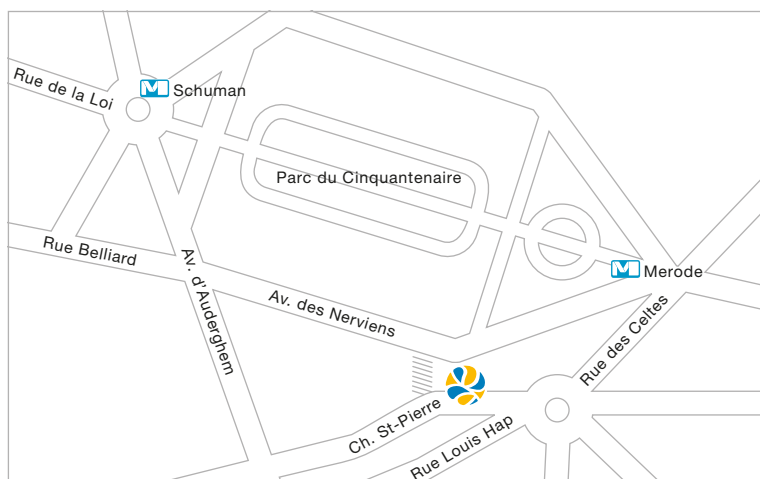 Rue de la Loi
M Schuman
Parc du Cinquantenaire
Rue Belliard
Av. d'Auderghem
M Merode
Av. des Nerviens
Rue des Celtes
Ch. St-Pierre
Rue Louis Hap